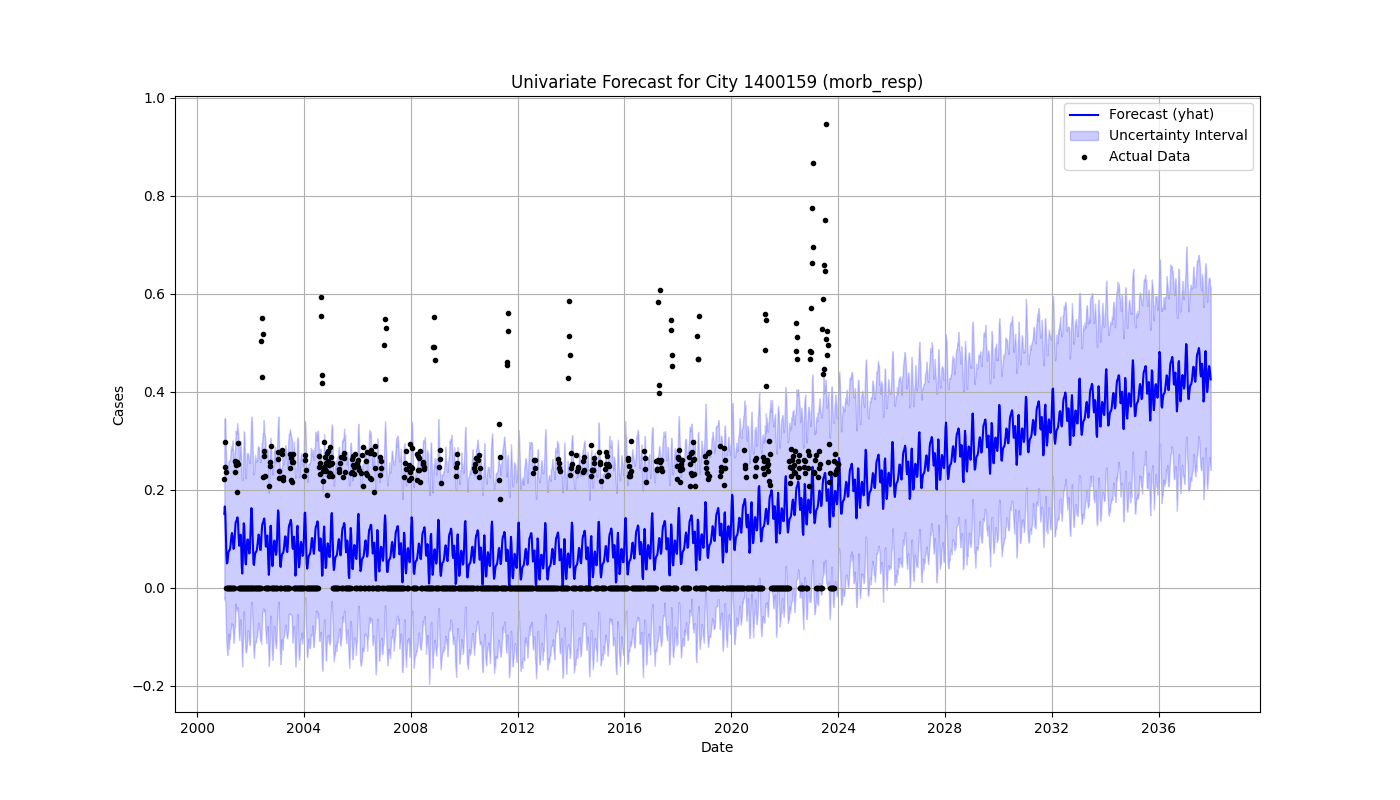 Univariate Forecast for City 1400159 (morb_resp)
Forecast (yhat)
Uncertainty Interval
Actual Data
Cases
1.0
0.8
0.6
0.4
0.2
0.0
−0.2
2000 2004 2008 2012 2016 2020 2024 2028 2032 2036
Date